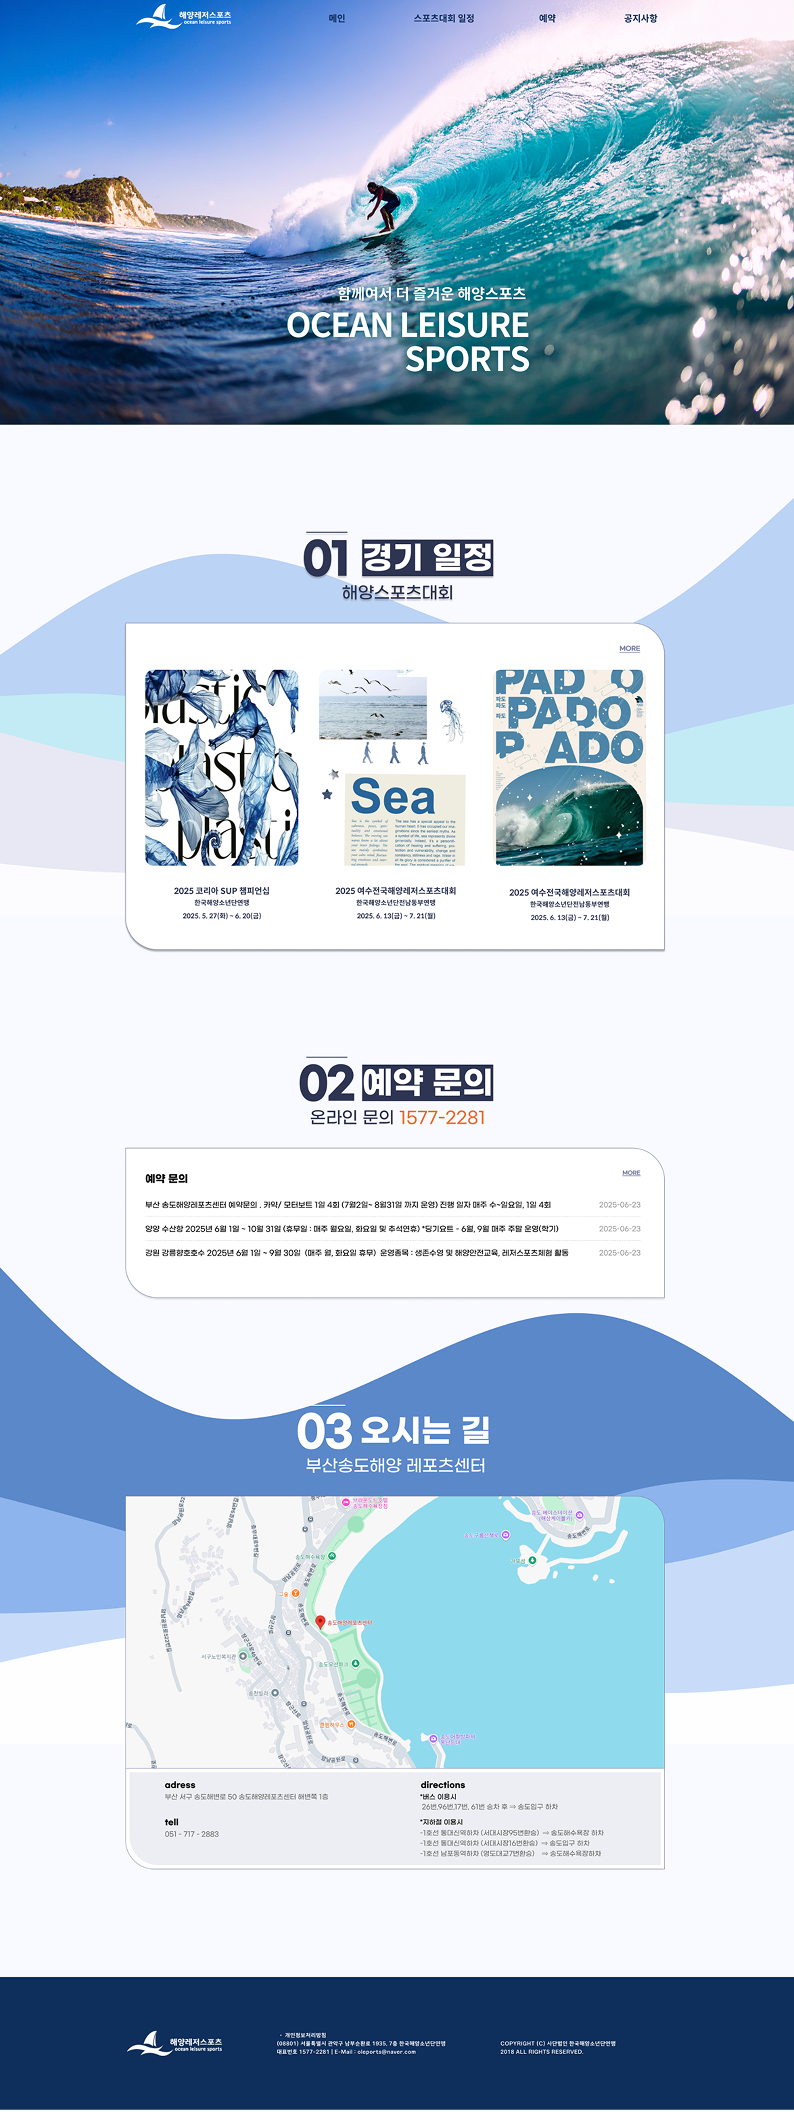 해양레저스포츠
ocean leisure sports
메인
스포츠대회 일정
예약
공지사항
함께여서 더 즐거운 해양스포츠
OCEAN LEISURE
SPORTS
01 경기 일정
해양스포츠대회
MORE
plastic
plastic
plasti
Sea
PADO
PADO
PADO
2025 코리아 SUP 챔피언십
한국해양소년단연맹
2025. 5. 27(화) ~ 6. 20(금)
2025 여수전국해양레저스포츠대회
한국해양소년단전남동부연맹
2025. 6. 13(금) ~ 7. 21(월)
2025 여수전국해양레저스포츠대회
한국해양소년단전남동부연맹
2025. 6. 13(금) ~ 7. 21(월)
02 예약 문의
온라인 문의 1577-2281
예약 문의
MORE
부산 송도해양레포츠센터 예약문의 . 카약/ 모터보트 1일 4회 (7월2일~ 8월31일 까지 운영) 진행 일자 매주 수~일요일, 1일 4회
2025-06-23
양양 수산항 2025년 6월 1일 ~ 10월 31일 (휴무일 : 매주 월요일, 화요일 및 추석연휴) *딩기요트 - 6월, 9월 매주 주말 운영(학기)
2025-06-23
강원 강릉향호호수 2025년 6월 1일 ~ 9월 30일 (매주 월, 화요일 휴무) 운영종목 : 생존수영 및 해양안전교육, 레저스포츠체험 활동
2025-06-23
03 오시는 길
부산송도해양 레포츠센터
송도해수욕장
송도해변로
송도해양레포츠센터
서구노인복지관
송도해변로
adress
부산 서구 송도해변로 50 송도해양레포츠센터 해변쪽 1층
tell
051 - 717 - 2883
directions
*버스 이용시
26번,96번,17번, 61번 승차 후 ⇒ 송도입구 하차
*지하철 이용시
-1호선 동대신역하차 (서대시장95번환승) ⇒ 송도해수욕장 하차
-1호선 동대신역하차 (서대시장16번환승) ⇒ 송도입구 하차
-1호선 남포동역하차 (영도대교7번환승) ⇒ 송도해수욕장하차
해양레저스포츠
ocean leisure sports
· 개인정보처리방침
(08801) 서울특별시 관악구 남부순환로 1935, 7층 한국해양소년단연맹
대표번호 1577-2281 | E-Mail : oleports@naver.com
COPYRIGHT (C) 사단법인 한국해양소년단연맹
2018 ALL RIGHTS RESERVED.